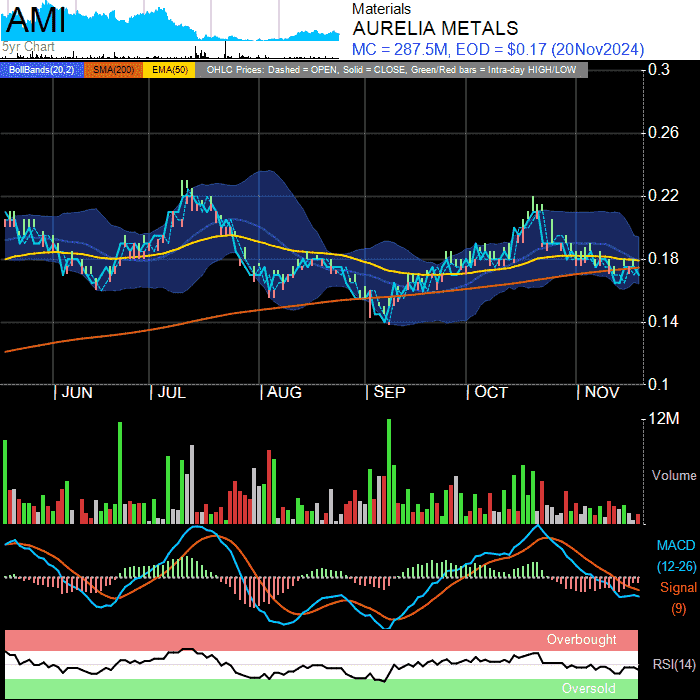 AMI
5yr Chart
Materials
AURELIA METALS
MC = 287.5M, EOD = $0.17 (20Nov2024)
BollBands(20,2) SMA(200) EMA(50) OHLC Prices: Dashed = OPEN, Solid = CLOSE, Green/Red bars = Intra-day HIGH/LOW
0.3
0.26
0.22
0.18
0.14
0.1
JUN JUL AUG SEP OCT NOV
12M
Volume
MACD
(12-26)
Signal
(9)
Overbought
RSI(14)
Oversold